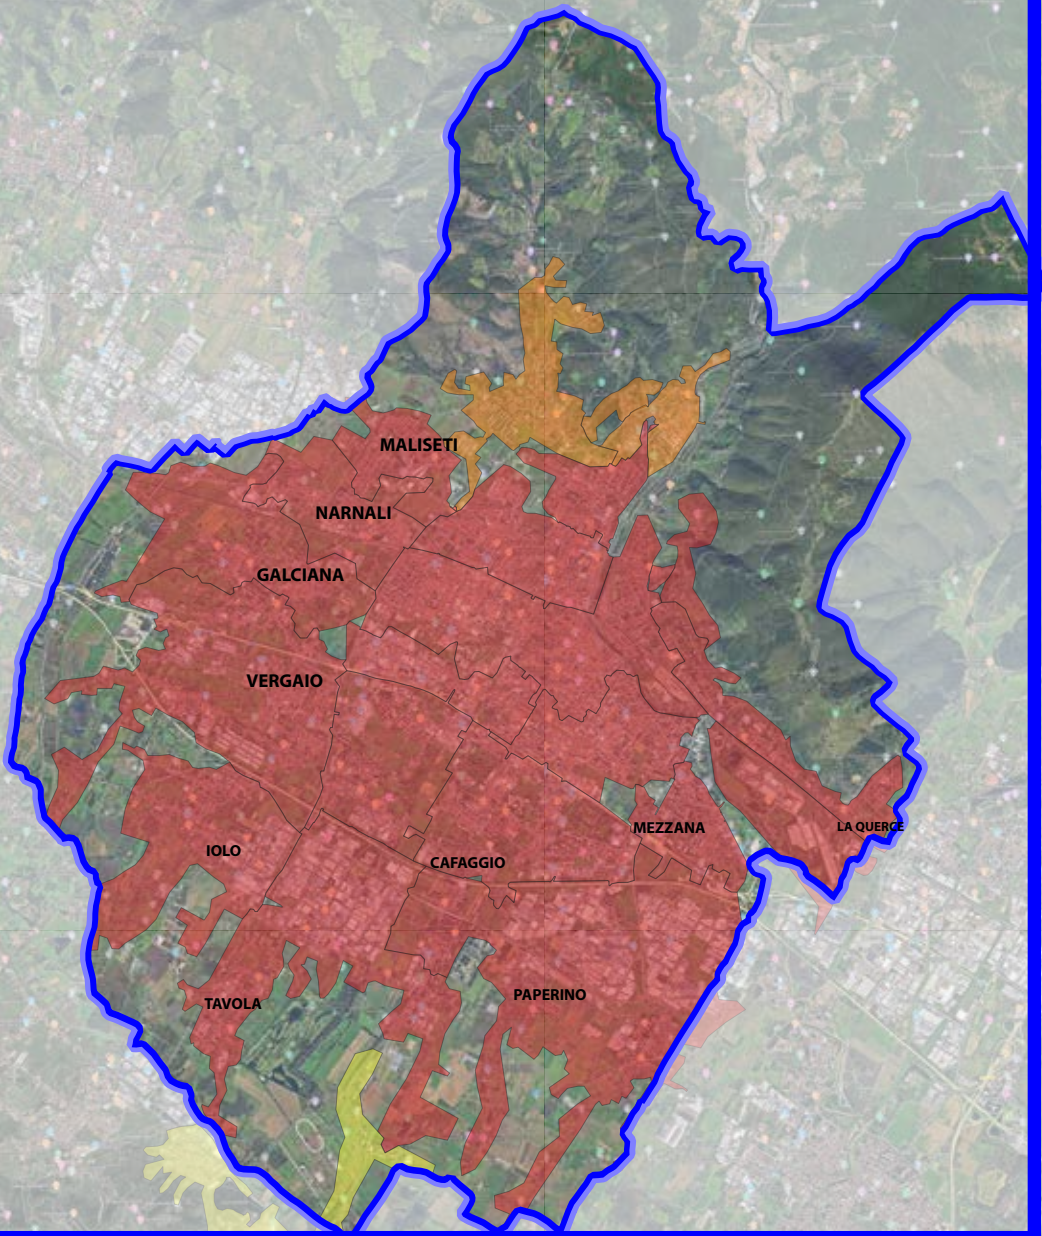 MALISETI
NARNALI
GALCIANA
VERGAIO
MEZZANA
LA QUERCE
IOLO
CAFAGGIO
PAPERINO
TAVOLA